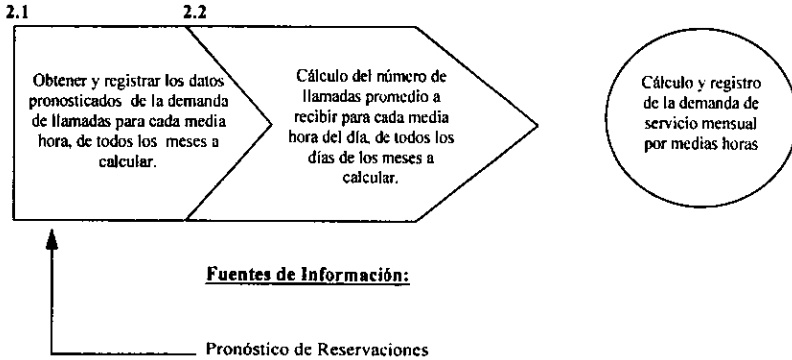 2.1
2.2
Obtener y registrar los datos
pronosticados de la demanda
de llamadas para cada media
hora, de todos los meses a
calcular.
Cálculo del número de
llamadas promedio a
recibir para cada media
hora del día, de todos los
días de los meses a
calcular.
Cálculo y registro
de la demanda de
servicio mensual
por medias horas
Fuentes de Información:
Pronóstico de Reservaciones